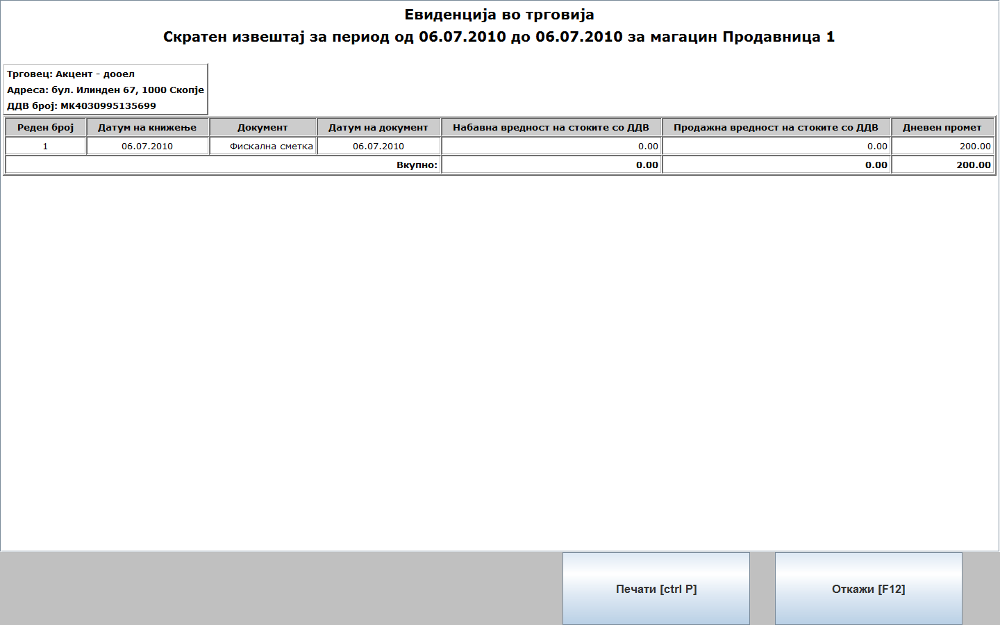 Евиденција во трговија
Скратен извештај за период од 06.07.2010 до 06.07.2010 за магацин Продавница 1
Трговец: Акцент - дооел
Адреса: бул. Илинден 67, 1000 Скопје
ДДВ број: МК4030995135699
Реден број Датум на книжење Документ Датум на документ Набавна вредност на стоките со ДДВ Продажна вредност на стоките со ДДВ Дневен промет
1 06.07.2010 Фискална сметка 06.07.2010 0.00 0.00 200.00
Вкупно: 0.00 0.00 200.00
Печати [ctrl P] Откажи [F12]